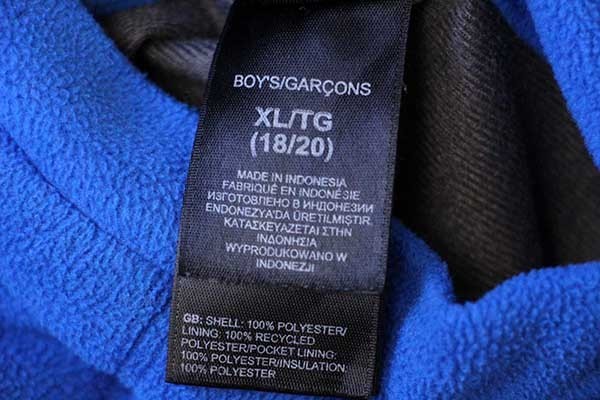 BOY'S/GARÇONS
XL/TG
(18/20)
MADE IN INDONESIA
FABRIQUÉ EN INDONÉSIE
ИЗГОТОВЛЕНО В ИНДОНЕЗИИ
ENDONEZYA'DA ÜRETILMIŞTIR.
ΚΑΤΑΣΚΕΥΑΖΕΤΑΙ ΣΤΗΝ
ΙΝΔΟΝΗΣΙΑ
WYPRODUKOWANO W
INDONEZJI
GB: SHELL: 100% POLYESTER/
LINING: 100% RECYCLED
POLYESTER/POCKET LINING:
100% POLYESTER/INSULATION:
100% POLYESTER